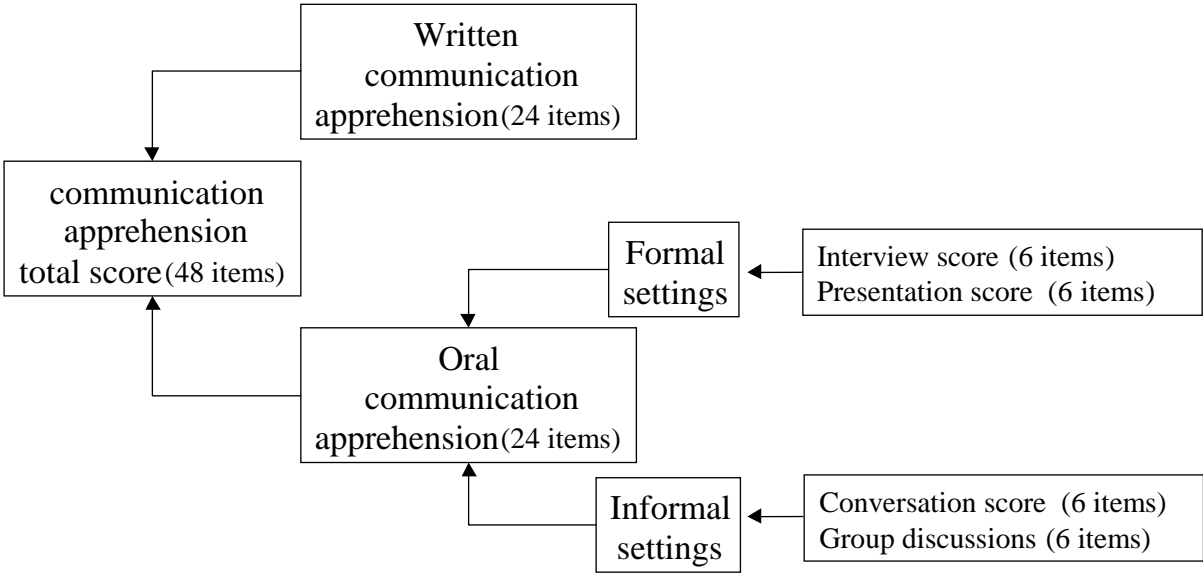 Written
communication
apprehension (24 items)
communication
apprehension
total score (48 items)
Formal
settings
Interview score (6 items)
Presentation score (6 items)
Oral
communication
apprehension (24 items)
Informal
settings
Conversation score (6 items)
Group discussions (6 items)